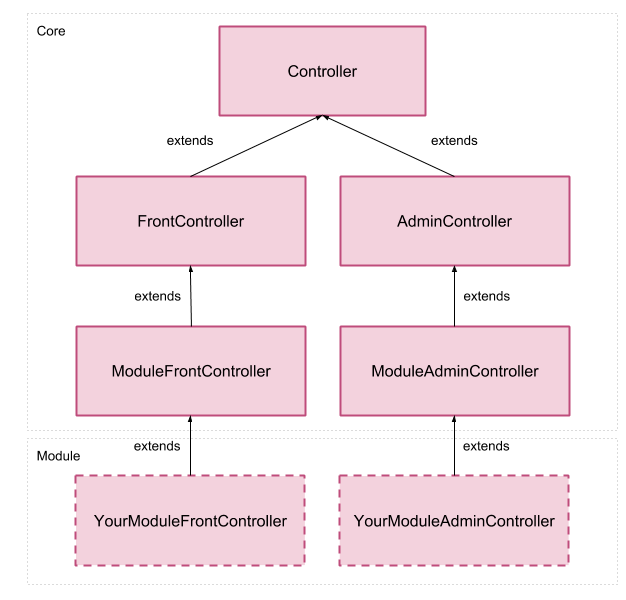 Core
Controller
extends
extends
FrontController
AdminController
extends
extends
ModuleFrontController
ModuleAdminController
extends
extends
Module
YourModuleFrontController
YourModuleAdminController